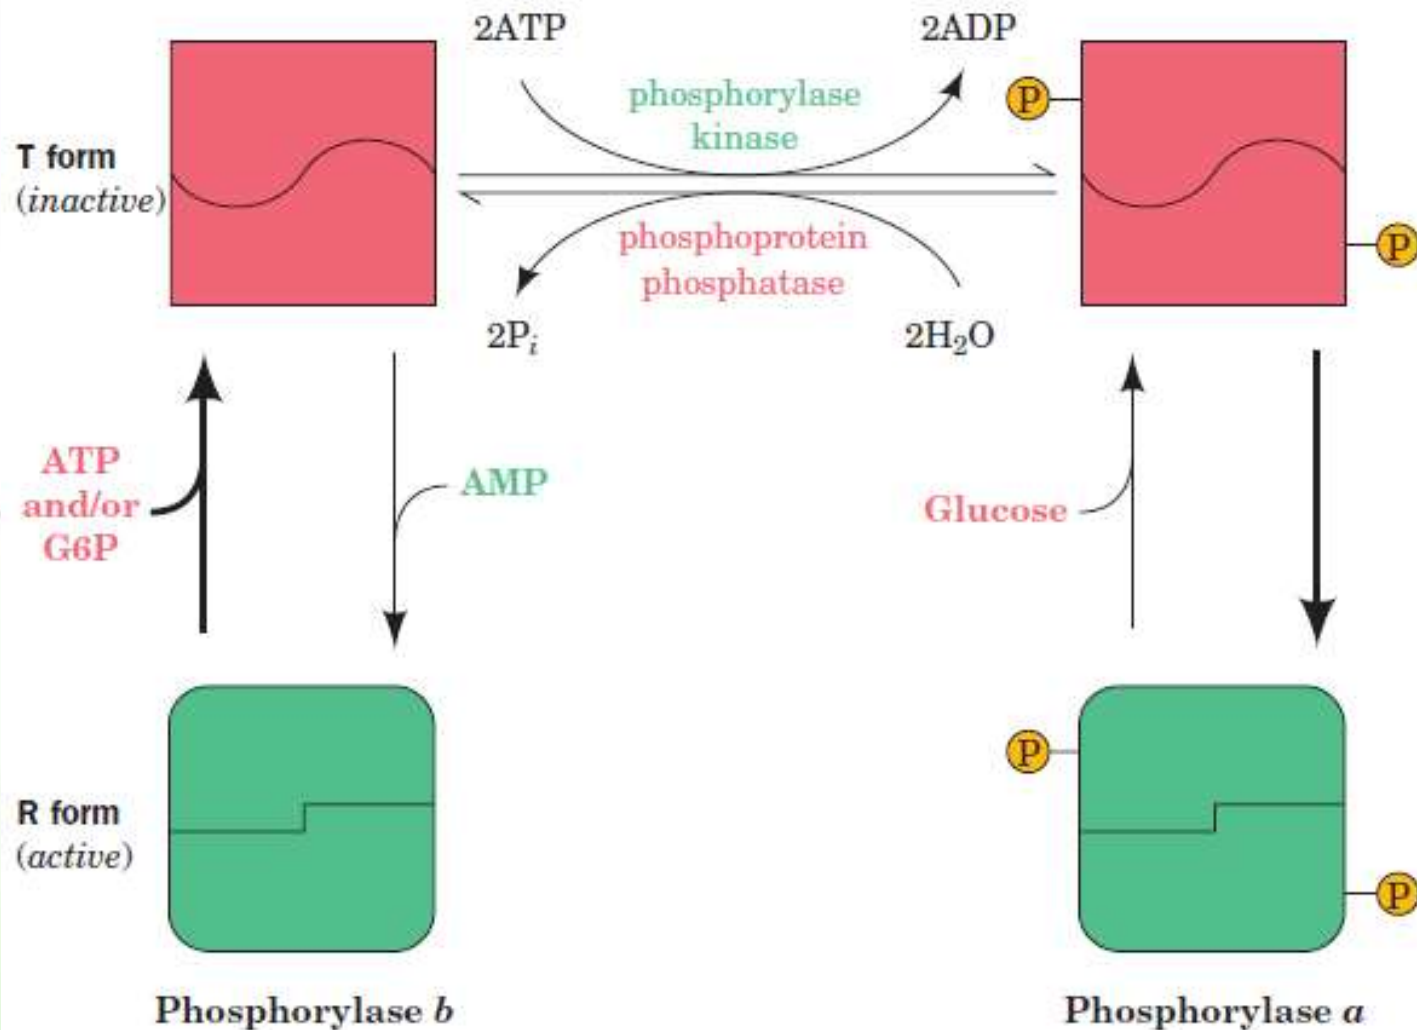 2ATP
2ADP
phosphorylase
kinase
P
T form
(inactive)
phosphoprotein
phosphatase
P
2Pi
2H₂O
ATP
and/or
G6P
AMP
Glucose
P
R form
(active)
P
Phosphorylase b
Phosphorylase a